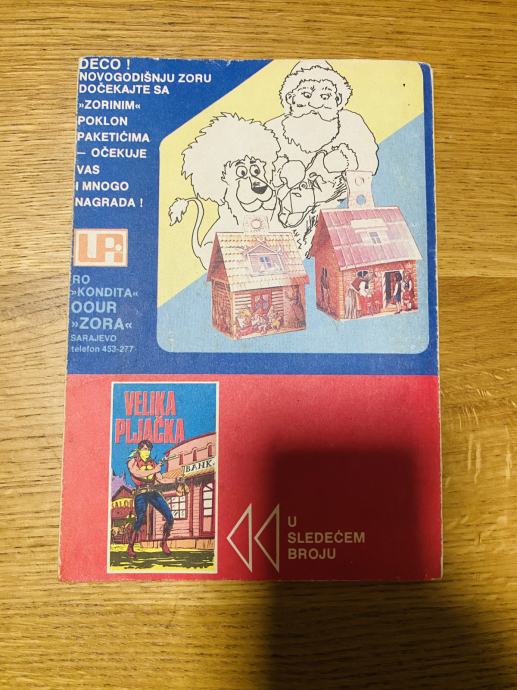 DECO !
NOVOGODIŠNJU ZORU
DOČEKAJTE SA
»ZORINIM«
POKLON
PAKETIĆIMA
– OČEKUJE
VAS
I MNOGO
NAGRADA !
UPI
RO
»KONDITA«
OOUR
»ZORA«
SARAJEVO
telefon 453-277
VELIKA
PLJAČKA
BANK
U
SLEDEĆEM
BROJU